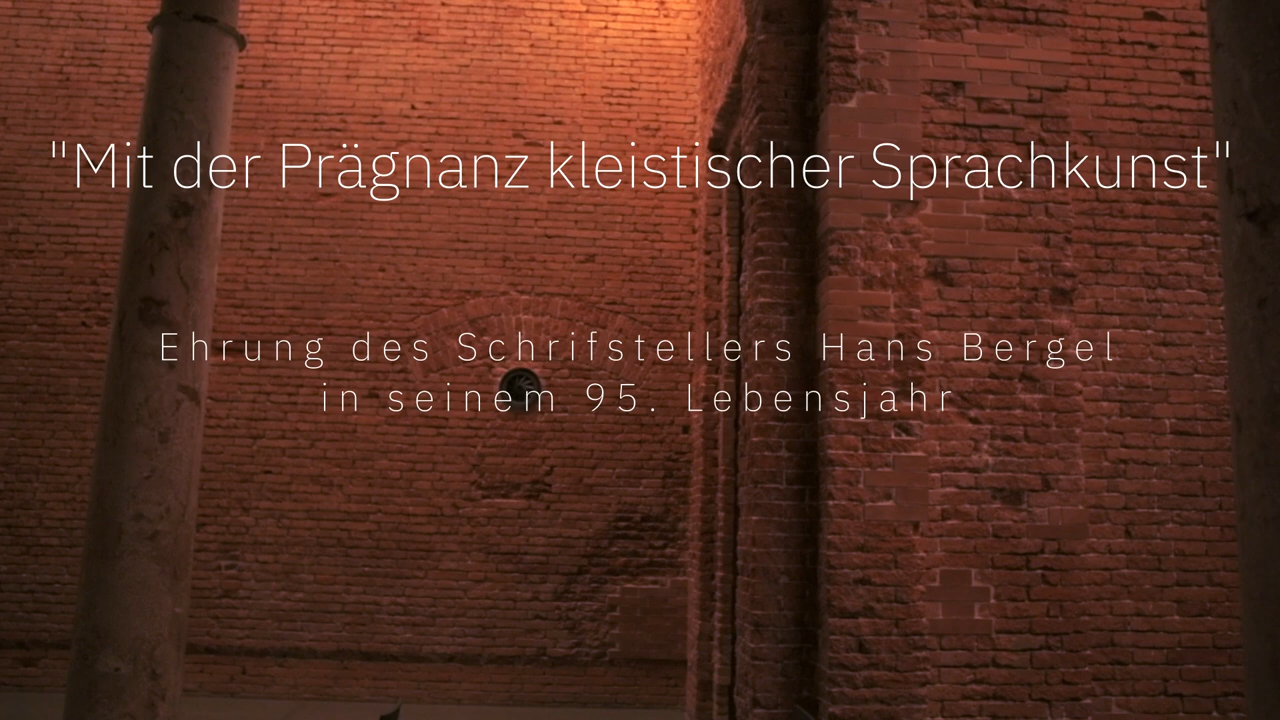 "Mit der Prägnanz kleistischer Sprachkunst"
Ehrung des Schrifstellers Hans Bergel
in seinem 95. Lebensjahr